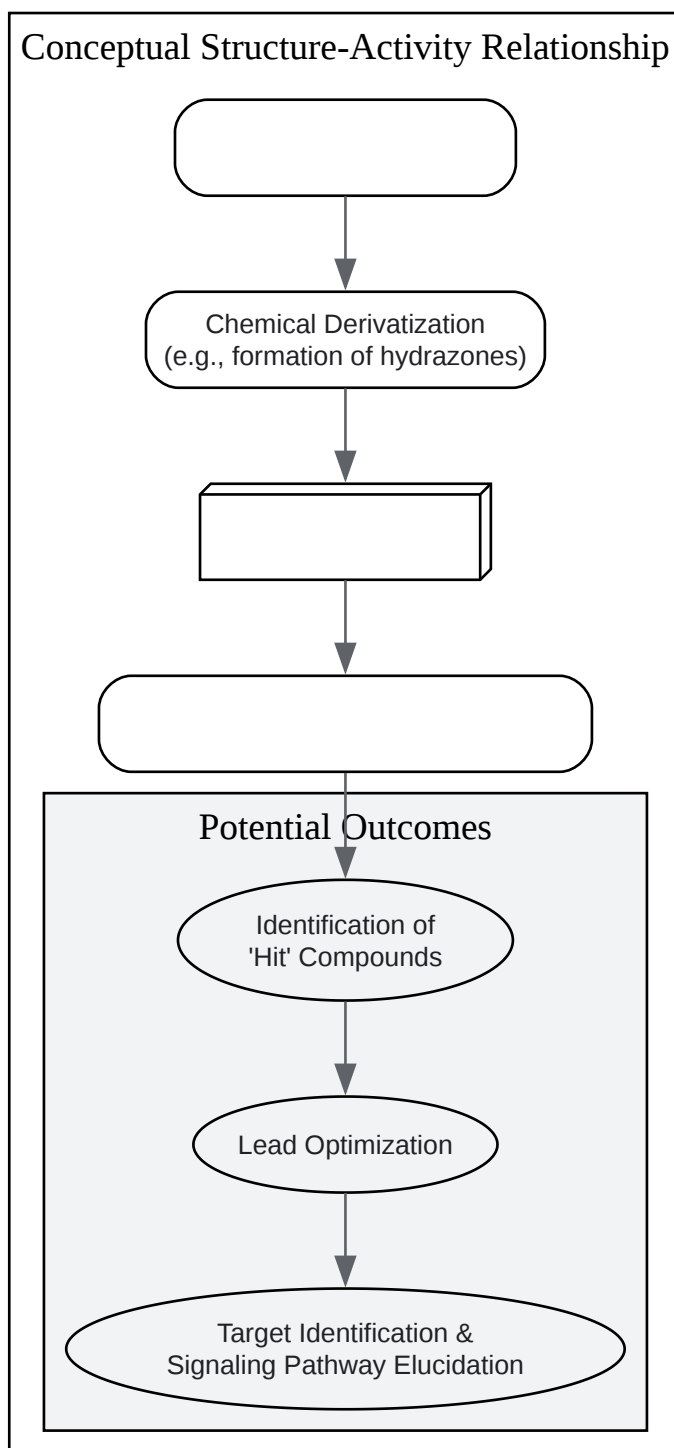 Conceptual Structure-Activity Relationship
Chemical Derivatization
(e.g., formation of hydrazones)
Potential Outcomes
Identification of
'Hit' Compounds
Lead Optimization
Target Identification &
Signaling Pathway Elucidation